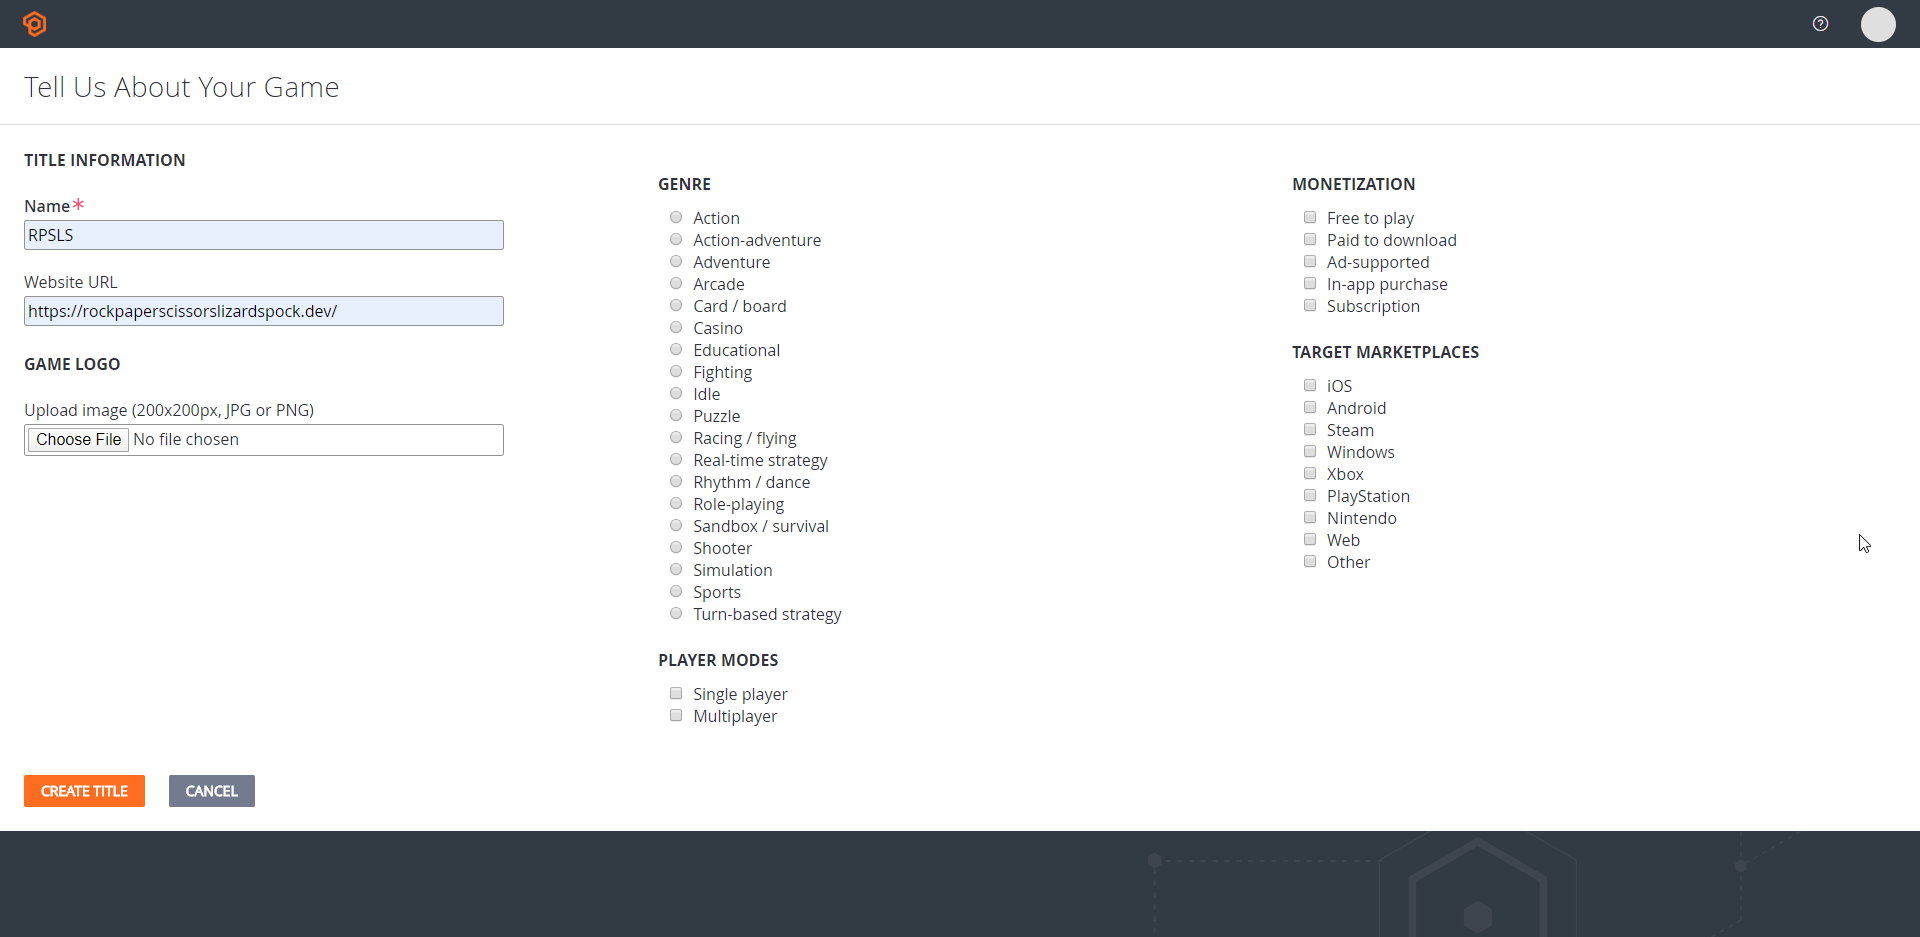 Tell Us About Your Game
TITLE INFORMATION
Name*
RPSLS
Website URL
https://rockpaperscissorslizardspock.dev/
GAME LOGO
Upload image (200x200px, JPG or PNG)
Choose File No file chosen
GENRE
Action
Action-adventure
Adventure
Arcade
Card / board
Casino
Educational
Fighting
Idle
Puzzle
Racing / flying
Real-time strategy
Rhythm / dance
Role-playing
Sandbox / survival
Shooter
Simulation
Sports
Turn-based strategy
PLAYER MODES
Single player
Multiplayer
MONETIZATION
Free to play
Paid to download
Ad-supported
In-app purchase
Subscription
TARGET MARKETPLACES
iOS
Android
Steam
Windows
Xbox
PlayStation
Nintendo
Web
Other
CREATE TITLE
CANCEL